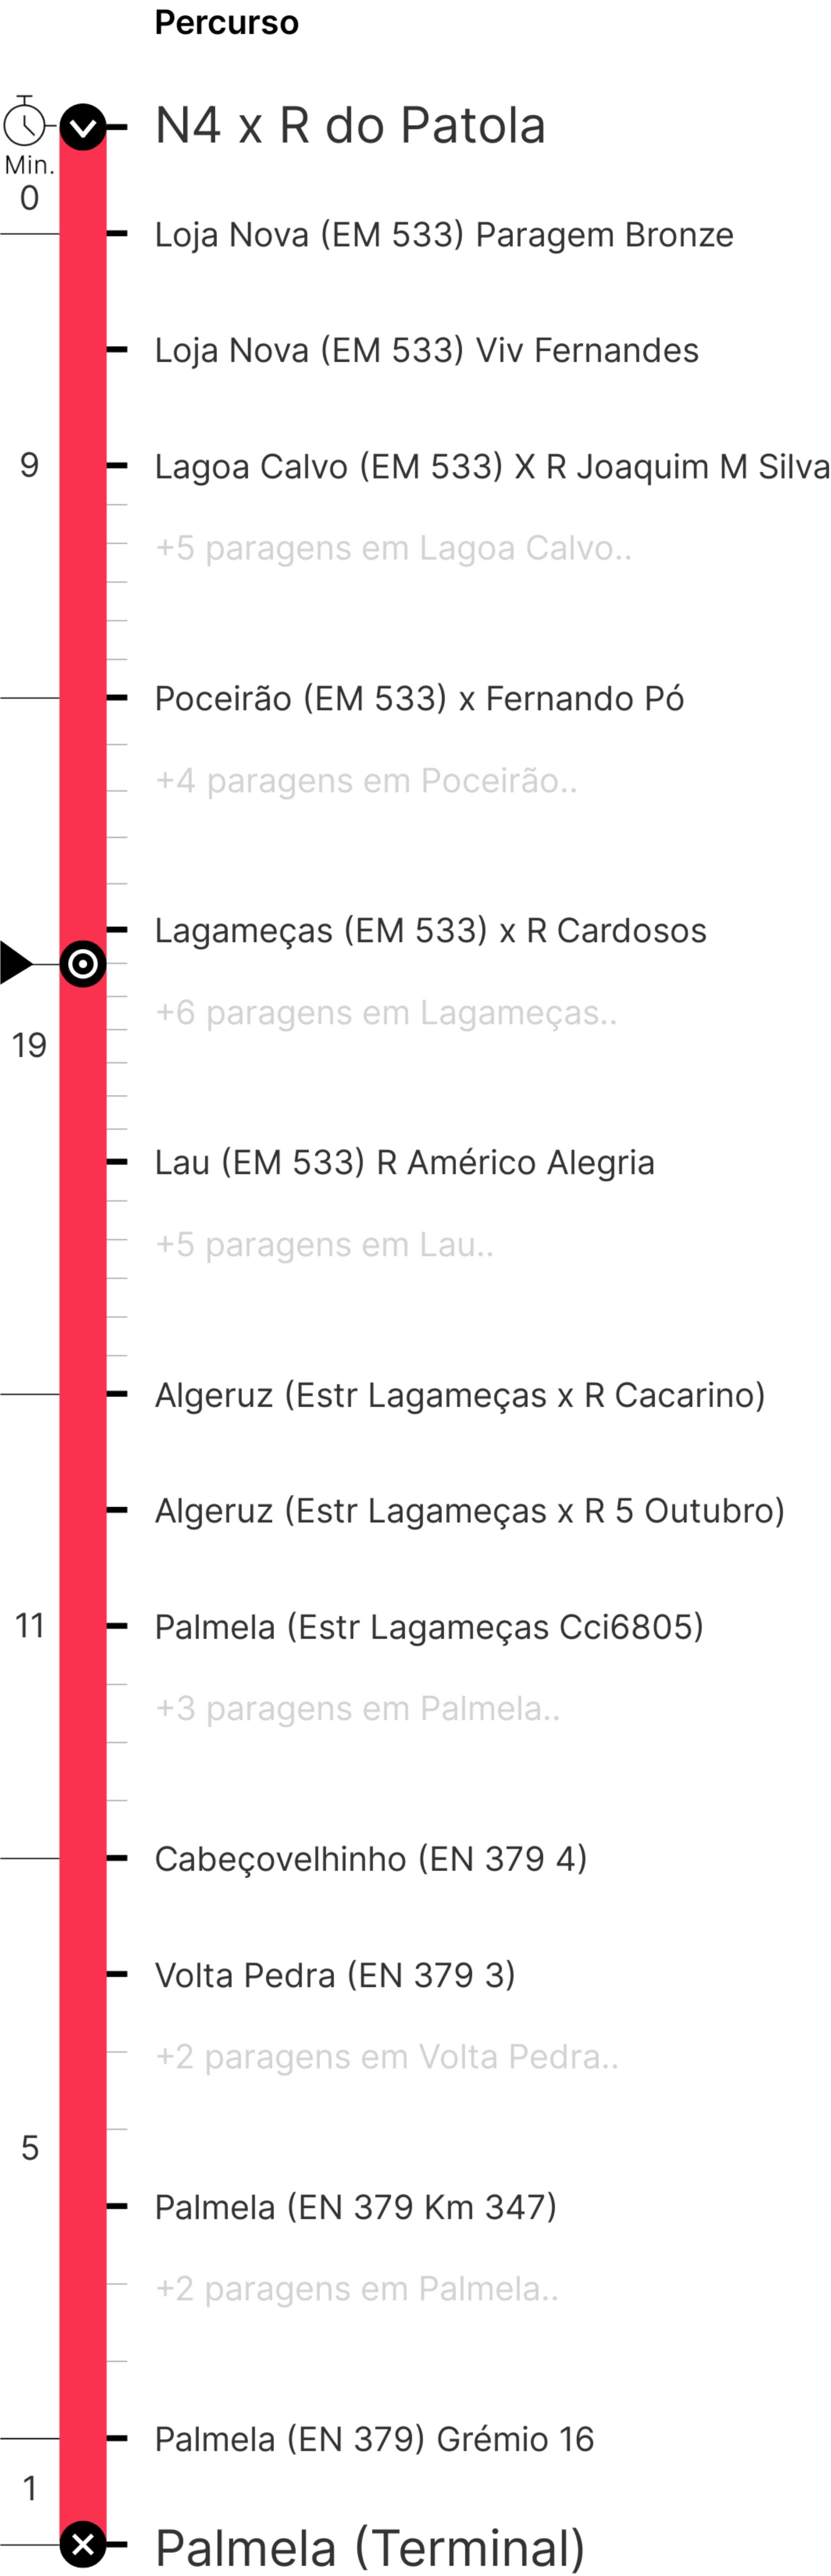 Percurso
N4 x R do Patola
Min.
0
Loja Nova (EM 533) Paragem Bronze
Loja Nova (EM 533) Viv Fernandes
9
Lagoa Calvo (EM 533) X R Joaquim M Silva
+5 paragens em Lagoa Calvo..
Poceirão (EM 533) x Fernando Pó
+4 paragens em Poceirão..
Lagameças (EM 533) x R Cardosos
+6 paragens em Lagameças..
19
Lau (EM 533) R Américo Alegria
+5 paragens em Lau..
Algeruz (Estr Lagameças x R Cacarino)
Algeruz (Estr Lagameças x R 5 Outubro)
11
Palmela (Estr Lagameças Cci6805)
+3 paragens em Palmela..
Cabeçovelhinho (EN 379 4)
Volta Pedra (EN 379 3)
+2 paragens em Volta Pedra..
5
Palmela (EN 379 Km 347)
+2 paragens em Palmela..
Palmela (EN 379) Grémio 16
1
Palmela (Terminal)